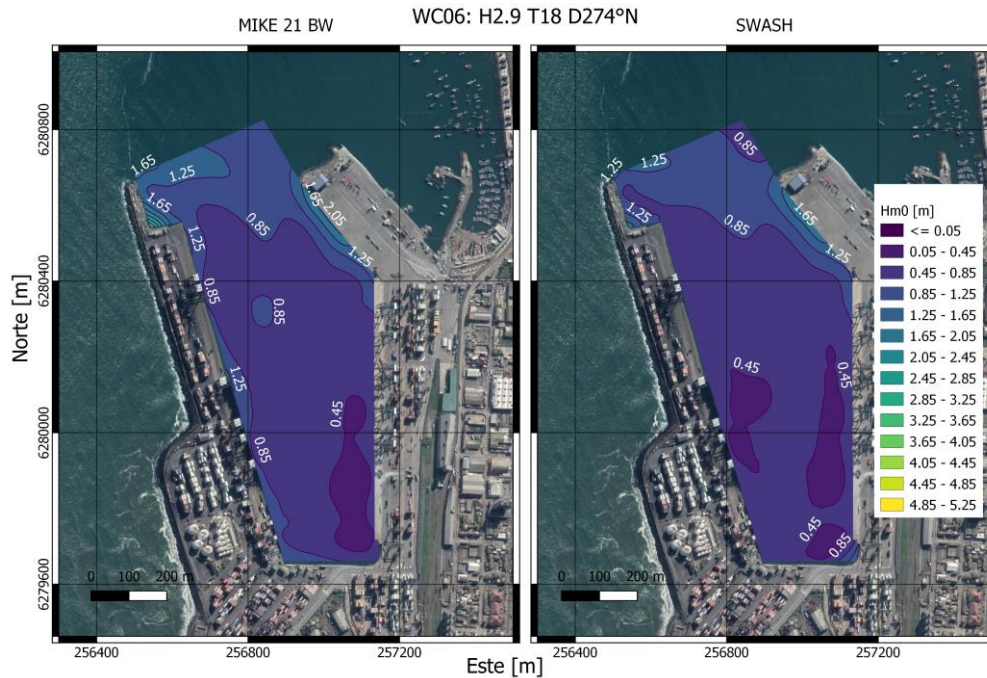 WC06: H2.9 T18 D274°N
MIKE 21 BW
SWASH
Norte [m]
6280800
6280400
6280000
6279600
1.65
1.25
1.65
1.25
0.85
1.65
2.05
1.25
0.85
0.85
1.25
0.45
0.85
0 100 200 m
256400 256800 257200
0.85
1.25
1.25
1.25
1.65
0.85
1.25
0.45
0.45
0.45
0.85
0 100 200 m
256400 256800 257200
Hm0 [m]
<= 0.05
0.05 - 0.45
0.45 - 0.85
0.85 - 1.25
1.25 - 1.65
1.65 - 2.05
2.05 - 2.45
2.45 - 2.85
2.85 - 3.25
3.25 - 3.65
3.65 - 4.05
4.05 - 4.45
4.45 - 4.85
4.85 - 5.25
Este [m]